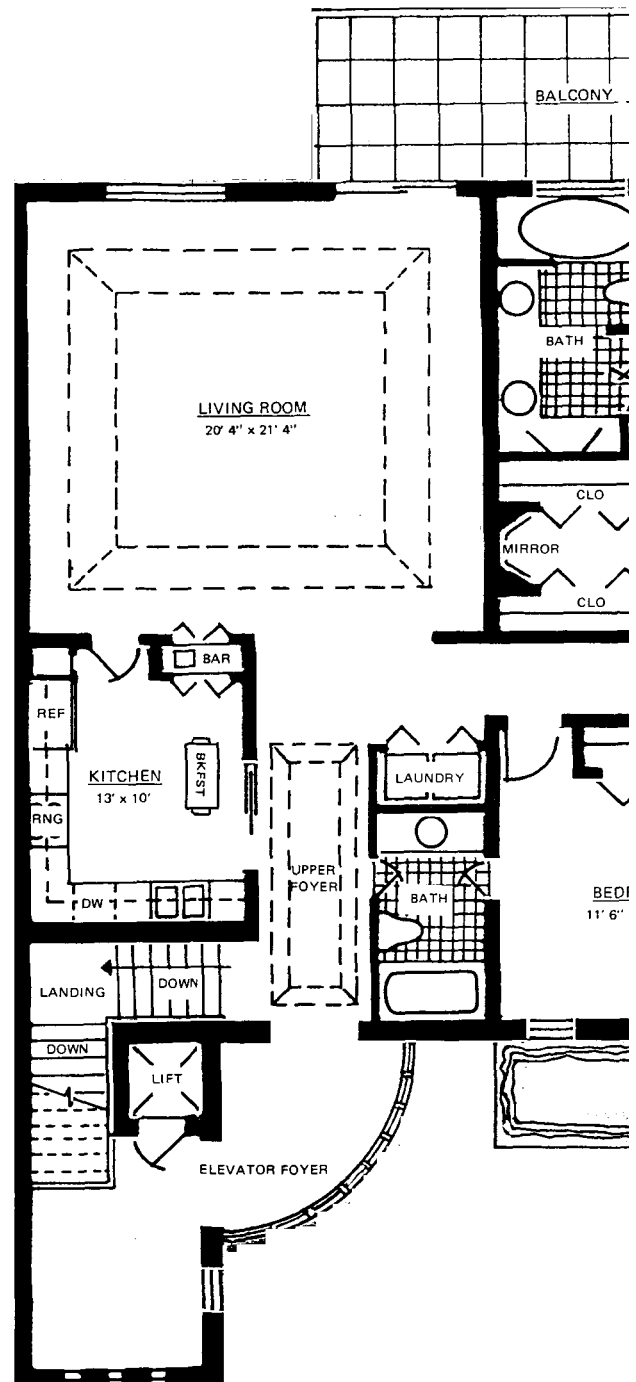 BALCONY
BATH
LIVING ROOM
20' 4" x 21' 4"
CLO
MIRROR
CLO
BAR
REF
KITCHEN
13' x 10'
BKFST
LAUNDRY
RNG
UPPER
FOYER
BATH
BED
11' 6"
DW
LANDING
DOWN
DOWN
LIFT
ELEVATOR FOYER